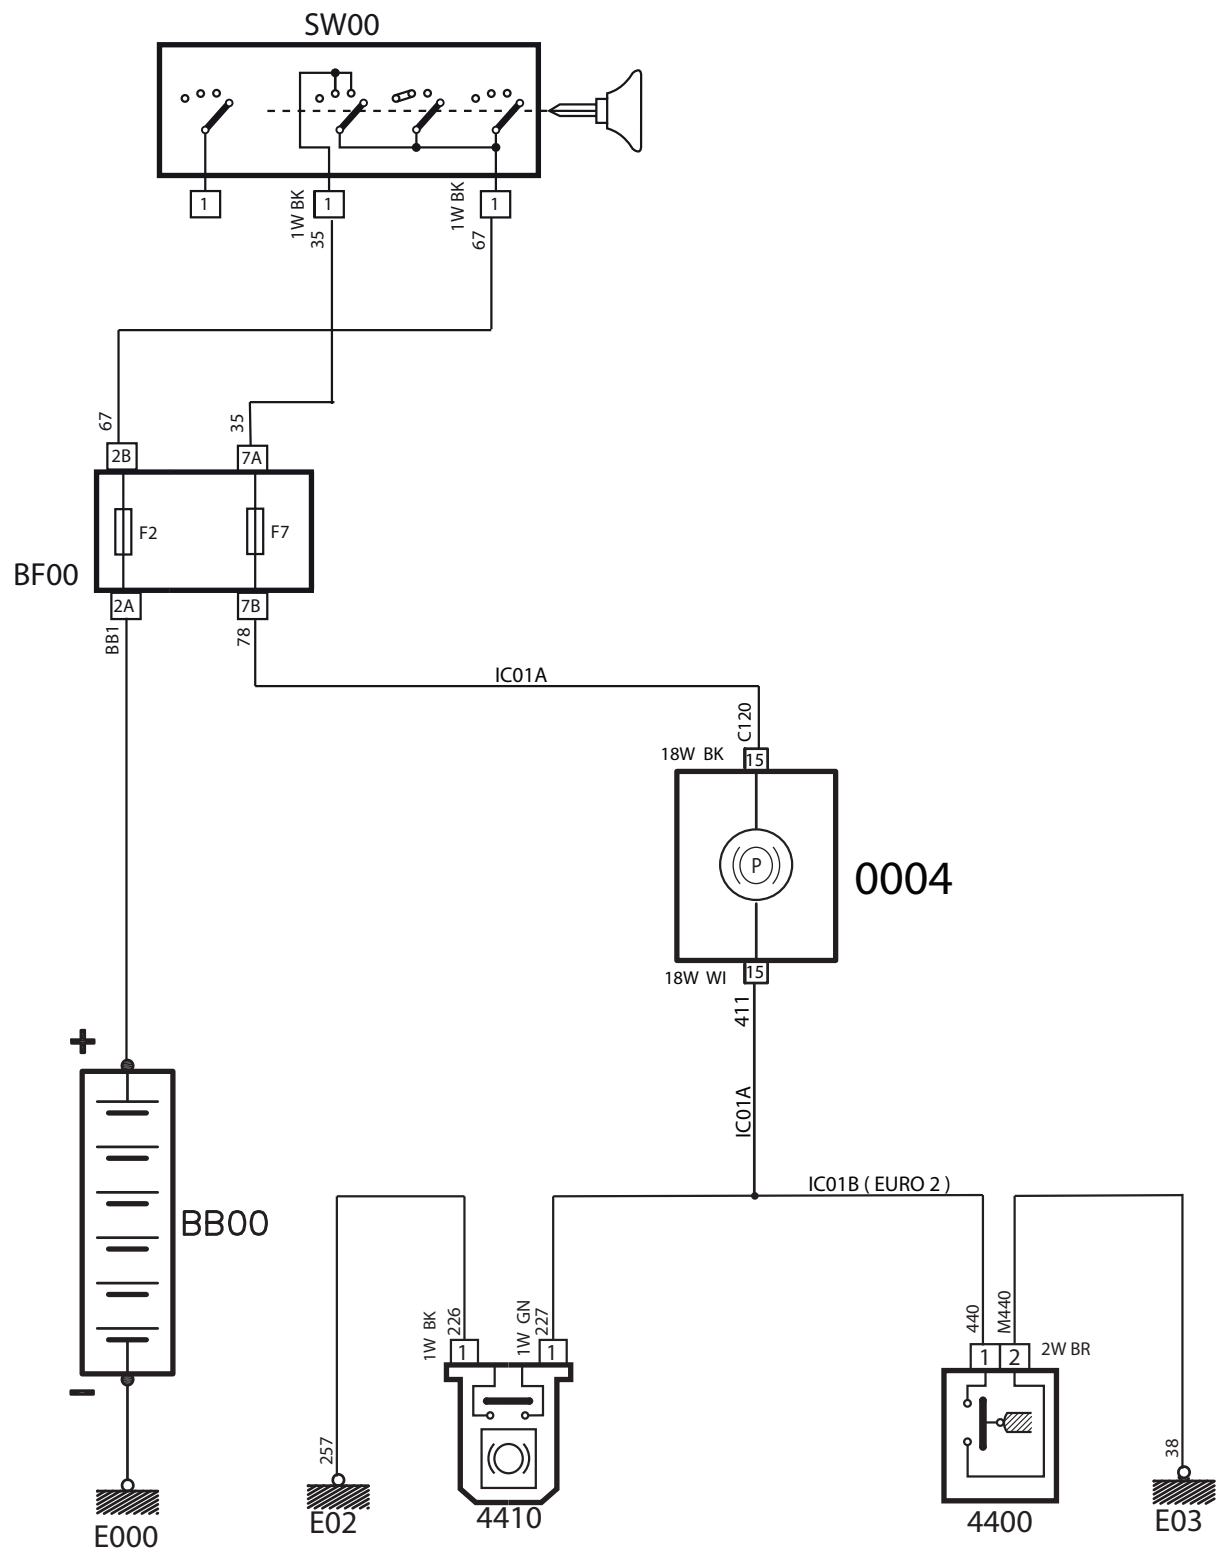 SW00
1
1W BK
35
1
1W BK
67
1
67
35
2B
7A
F2
F7
BF00
2A
7B
BB1
78
IC01A
C120
18W BK
15
P
0004
18W WI
15
411
IC01A
+
BB00
IC01B ( EURO 2 )
1W BK
226
1W GN
227
440
M440
1
1
1
2
2W BR
257
38
E000
E02
4410
4400
E03